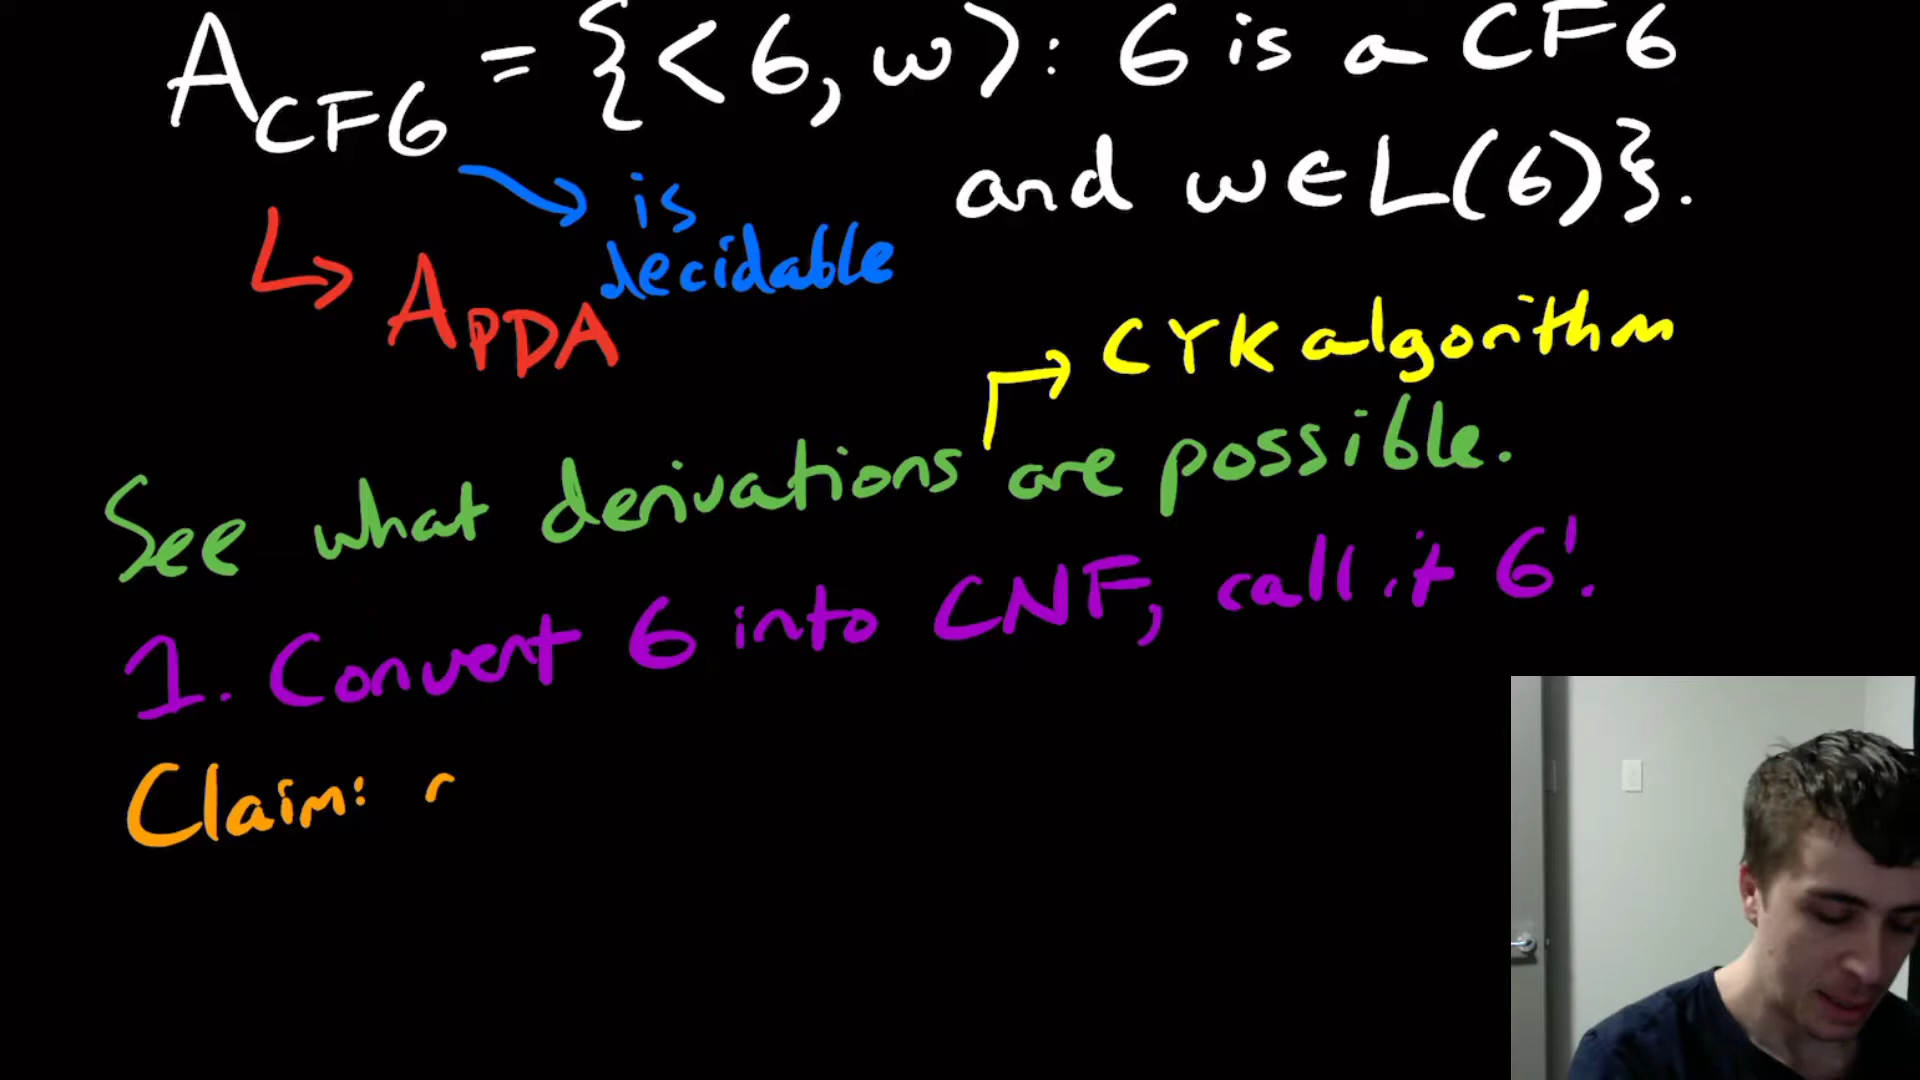 A_CFG = {<G, w>: G is a CFG
and w∈L(G)}.
is
decidable
A_PDA
CYK algorithm
See what derivations are possible.
1. Convert G into CNF, call it G'.
Claim: